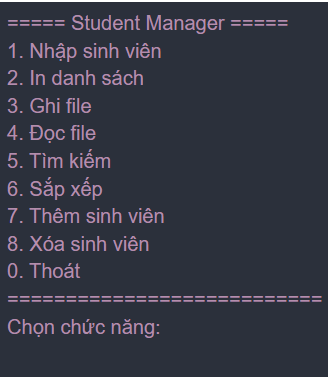 ===== Student Manager =====
1. Nhập sinh viên
2. In danh sách
3. Ghi file
4. Đọc file
5. Tìm kiếm
6. Sắp xếp
7. Thêm sinh viên
8. Xóa sinh viên
0. Thoát
===========================
Chọn chức năng: